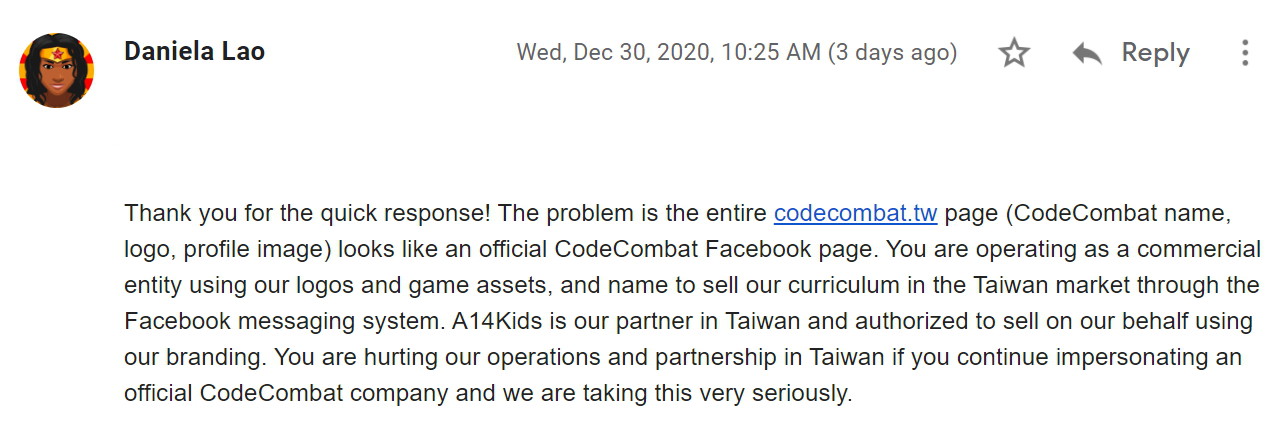 Daniela Lao
Wed, Dec 30, 2020, 10:25 AM (3 days ago)
Reply
Thank you for the quick response! The problem is the entire codecombat.tw page (CodeCombat name,
logo, profile image) looks like an official CodeCombat Facebook page. You are operating as a commercial
entity using our logos and game assets, and name to sell our curriculum in the Taiwan market through the
Facebook messaging system. A14Kids is our partner in Taiwan and authorized to sell on our behalf using
our branding. You are hurting our operations and partnership in Taiwan if you continue impersonating an
official CodeCombat company and we are taking this very seriously.